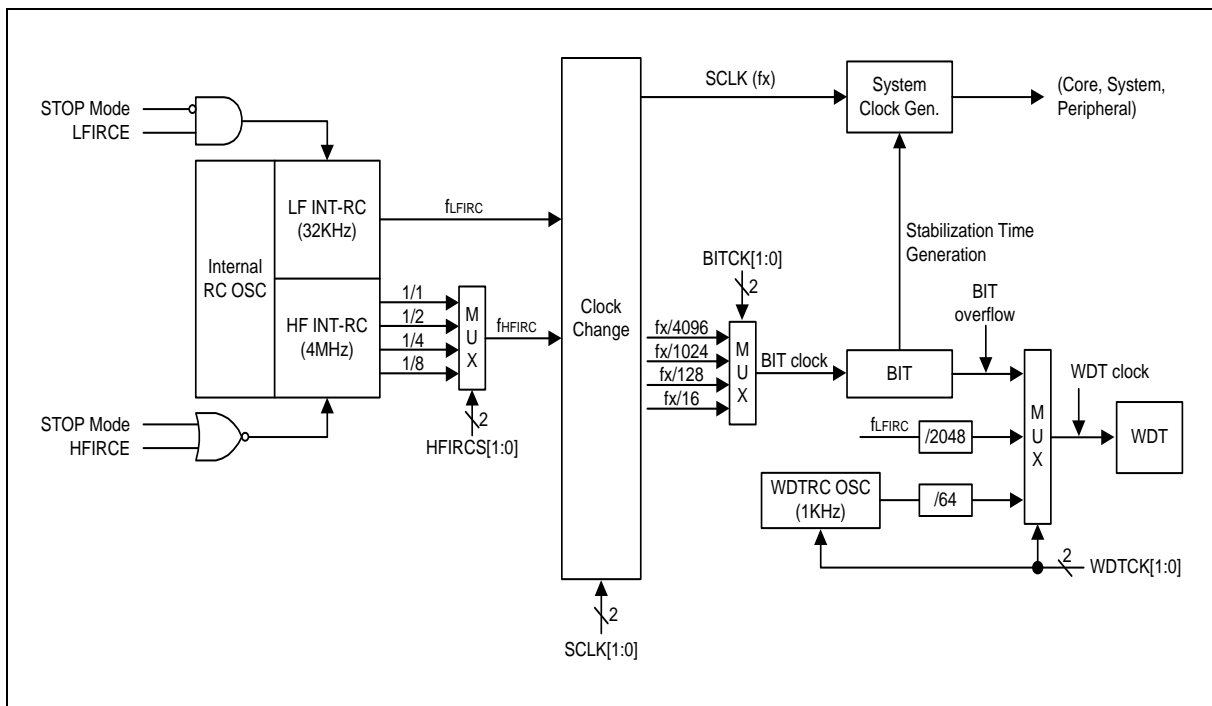 STOP Mode
LFIRCE
Internal
RC OSC
LF INT-RC
(32KHz)
HF INT-RC
(4MHz)
STOP Mode
HFIRCE
fLFIRC
1/1
1/2
1/4
1/8
M
U
X
fHFIRC
2
HFIRCS[1:0]
Clock
Change
2
SCLK[1:0]
SCLK (fx)
System
Clock Gen.
(Core, System,
Peripheral)
Stabilization Time
Generation
BITCK[1:0]
2
fx/4096
fx/1024
fx/128
fx/16
M
U
X
BIT clock
BIT
BIT
overflow
fLFIRC
/2048
WDTRC OSC
(1KHz)
/64
M
U
X
WDT clock
WDT
2
WDTCK[1:0]